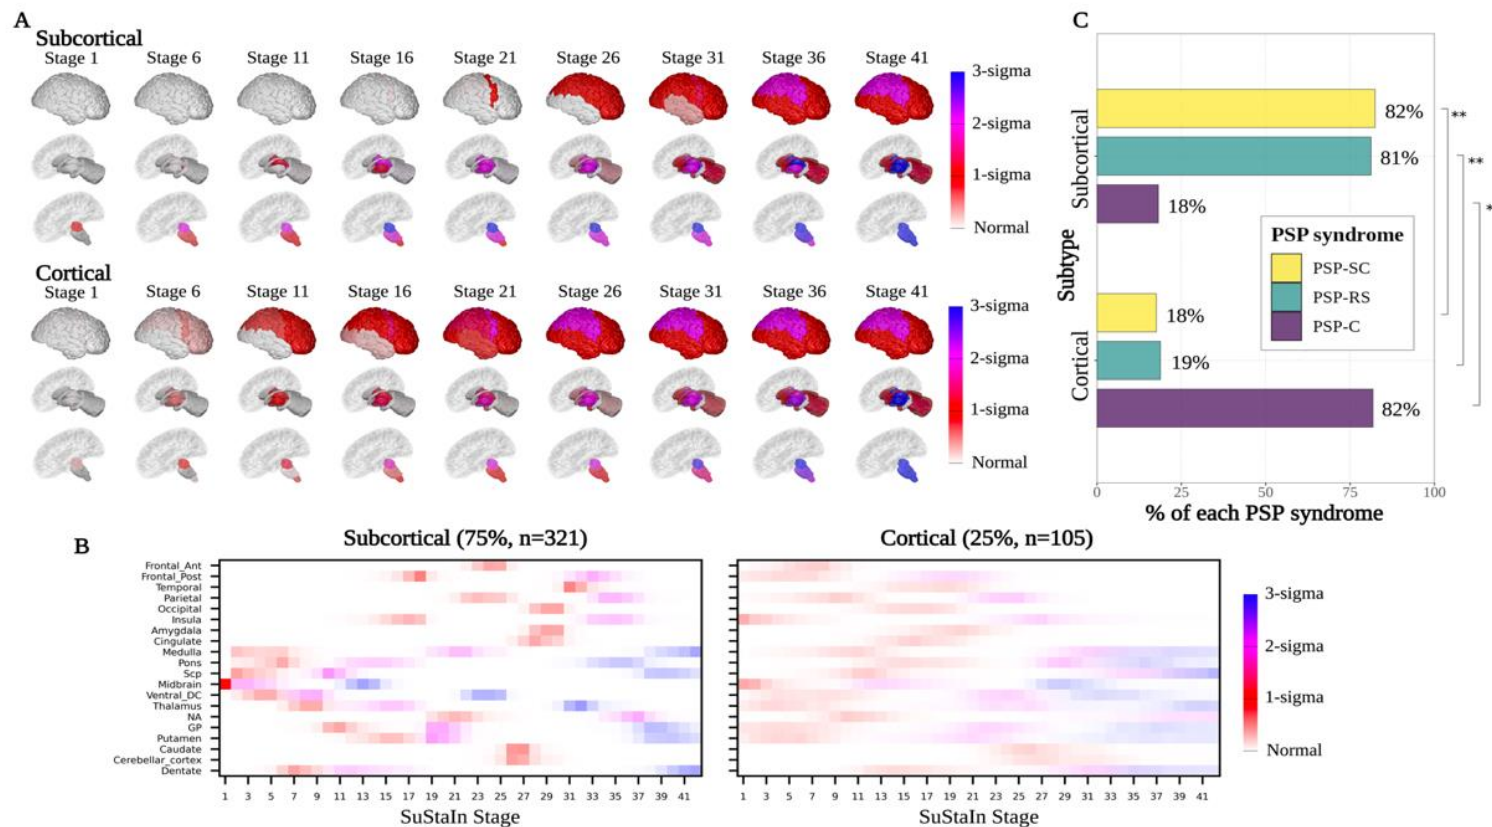 A
Subcortical
Stage 1 Stage 6 Stage 11 Stage 16 Stage 21 Stage 26 Stage 31 Stage 36 Stage 41
3-sigma
2-sigma
1-sigma
Normal
Cortical
Stage 1 Stage 6 Stage 11 Stage 16 Stage 21 Stage 26 Stage 31 Stage 36 Stage 41
3-sigma
2-sigma
1-sigma
Normal
C
Subtype
Subcortical
Cortical
82%
81%
18%
18%
19%
82%
**
**
*
PSP syndrome
PSP-SC
PSP-RS
PSP-C
0 25 50 75 100
% of each PSP syndrome
B
Subcortical (75%, n=321)
Cortical (25%, n=105)
Frontal_Ant
Frontal_Post
Temporal
Parietal
Occipital
Insula
Amygdala
Cingulate
Medulla
Pons
Scp
Midbrain
Ventral_DC
Thalamus
NA
GP
Putamen
Caudate
Cerebellar_cortex
Dentate
1 3 5 7 9 11 13 15 17 19 21 23 25 27 29 31 33 35 37 39 41
SuStaIn Stage
1 3 5 7 9 11 13 15 17 19 21 23 25 27 29 31 33 35 37 39 41
SuStaIn Stage
3-sigma
2-sigma
1-sigma
Normal